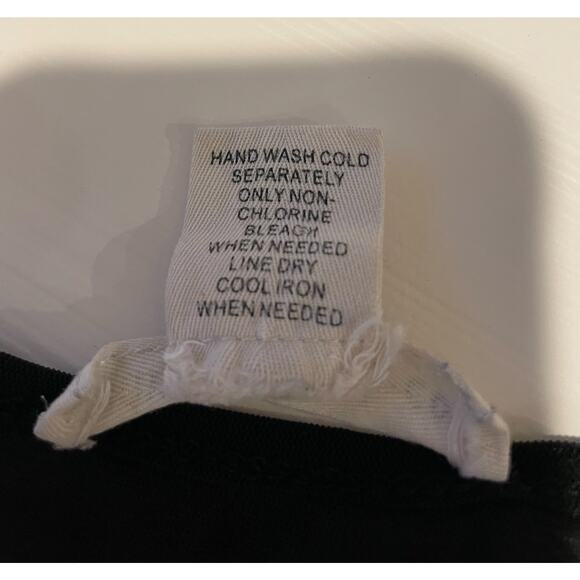 HAND WASH COLD
SEPARATELY
ONLY NON-
CHLORINE
BLEACH
WHEN NEEDED
LINE DRY
COOL IRON
WHEN NEEDED